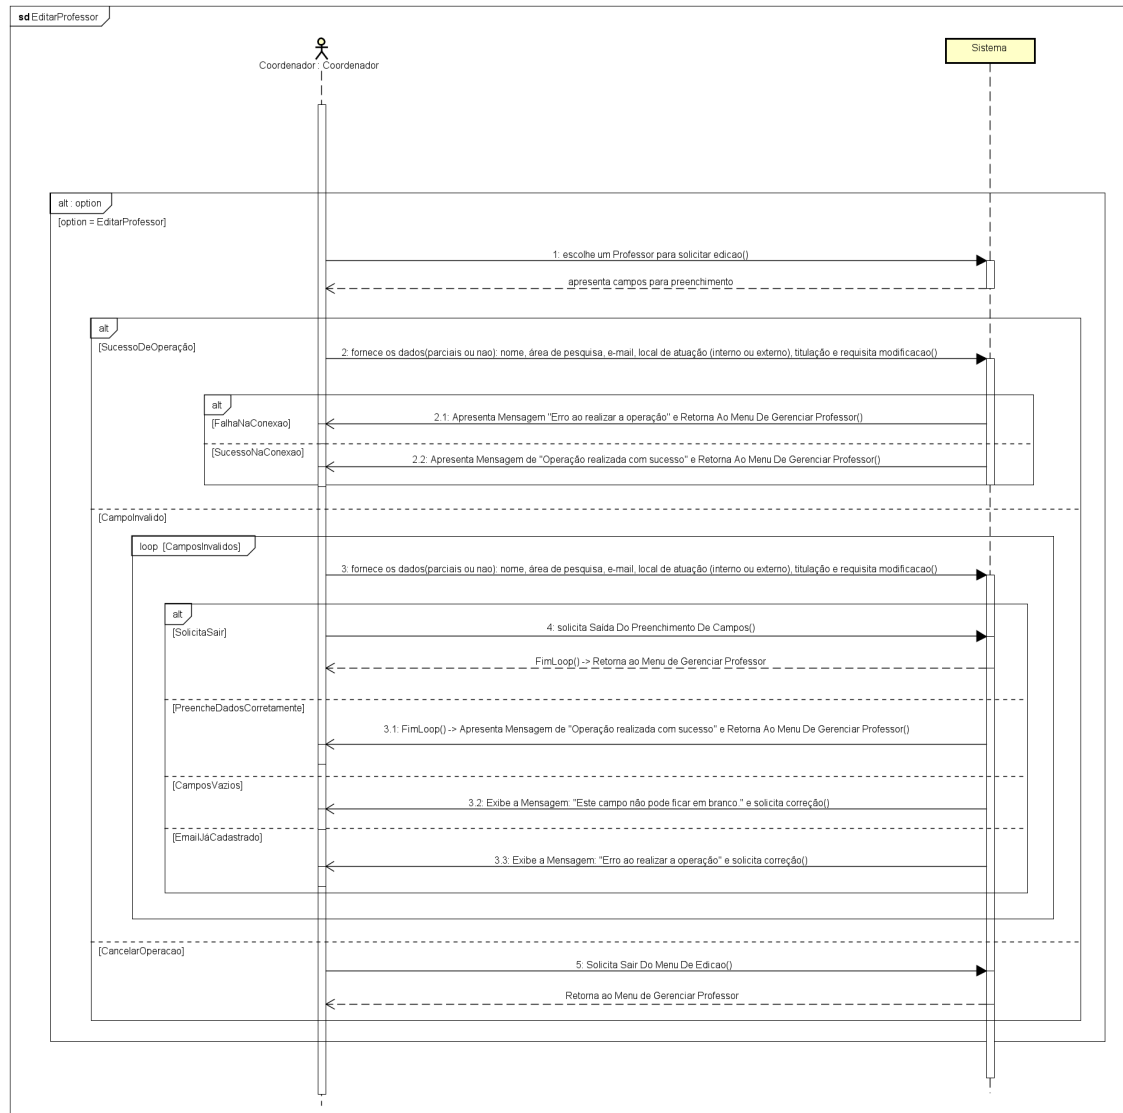 sd EditarProfessor
Coordenador : Coordenador
Sistema
alt : option
[option = EditarProfessor]
1: escolhe um Professor para solicitar edicao()
apresenta campos para preenchimento
alt
[SucessoDeOperação]
2: fornece os dados(parciais ou nao): nome, área de pesquisa, e-mail, local de atuação (interno ou externo), titulação e requisita modificacao()
alt
[FalhaNaConexao]
2.1: Apresenta Mensagem "Erro ao realizar a operação" e Retorna Ao Menu De Gerenciar Professor()
[SucessoNaConexao]
2.2: Apresenta Mensagem de "Operação realizada com sucesso" e Retorna Ao Menu De Gerenciar Professor()
[CampoInvalido]
loop [CamposInvalidos]
3: fornece os dados(parciais ou nao): nome, área de pesquisa, e-mail, local de atuação (interno ou externo), titulação e requisita modificacao()
alt
[SolicitaSair]
4: solicita Saída Do Preenchimento De Campos()
FimLoop() -> Retorna ao Menu de Gerenciar Professor
[PreencheDadosCorretamente]
3.1: FimLoop() -> Apresenta Mensagem de "Operação realizada com sucesso" e Retorna Ao Menu De Gerenciar Professor()
[CamposVazios]
3.2: Exibe a Mensagem: "Este campo não pode ficar em branco." e solicita correção()
[EmailJáCadastrado]
3.3: Exibe a Mensagem: "Erro ao realizar a operação" e solicita correção()
[CancelarOperacao]
5: Solicita Sair Do Menu De Edicao()
Retorna ao Menu de Gerenciar Professor